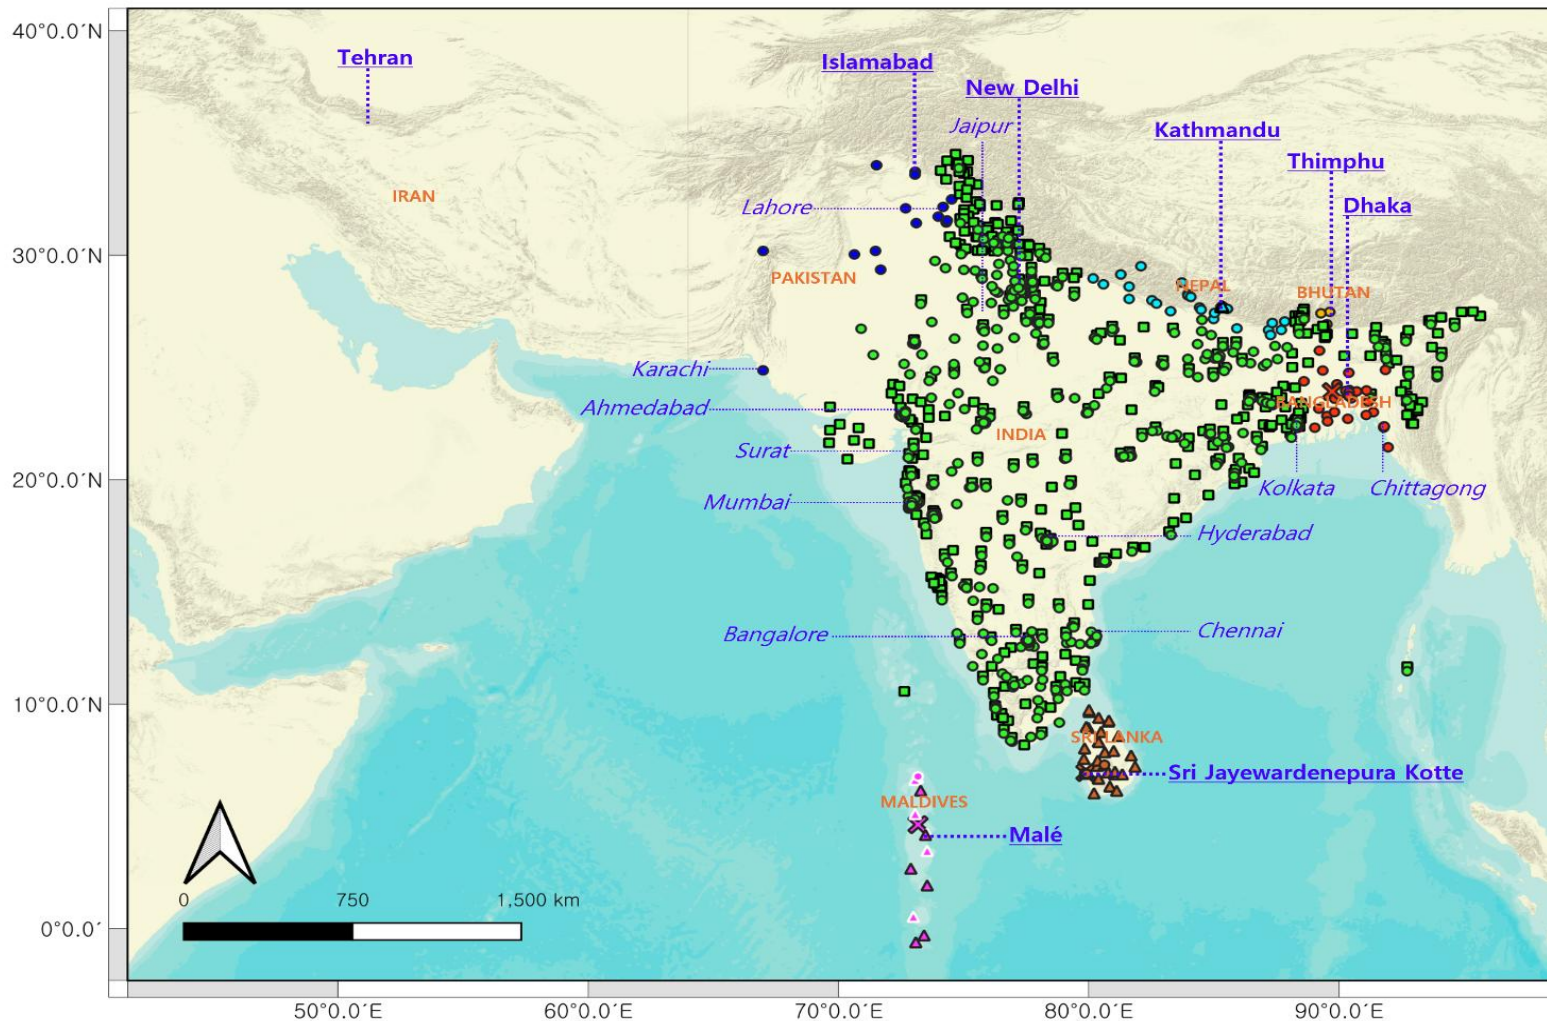 40°0.0′N
Tehran
Islamabad
New Delhi
Jaipur
Kathmandu
Thimphu
Dhaka
IRAN
Lahore
30°0.0′N
PAKISTAN
NEPAL
BHUTAN
Karachi
Ahmedabad
BANGLADESH
INDIA
Surat
20°0.0′N
Mumbai
Kolkata
Chittagong
Hyderabad
Bangalore
Chennai
10°0.0′N
SRI LANKA
Sri Jayewardenepura Kotte
MALDIVES
Malé
0
750
1,500 km
0°0.0′
50°0.0′E
60°0.0′E
70°0.0′E
80°0.0′E
90°0.0′E